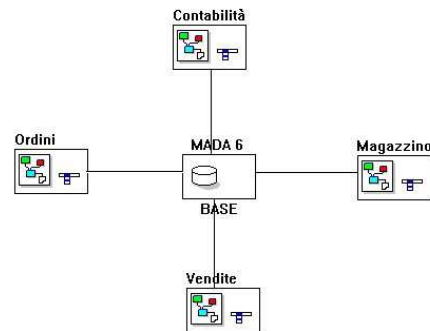 Contabilità
Ordini
MADA 6
Magazzino
BASE
Vendite